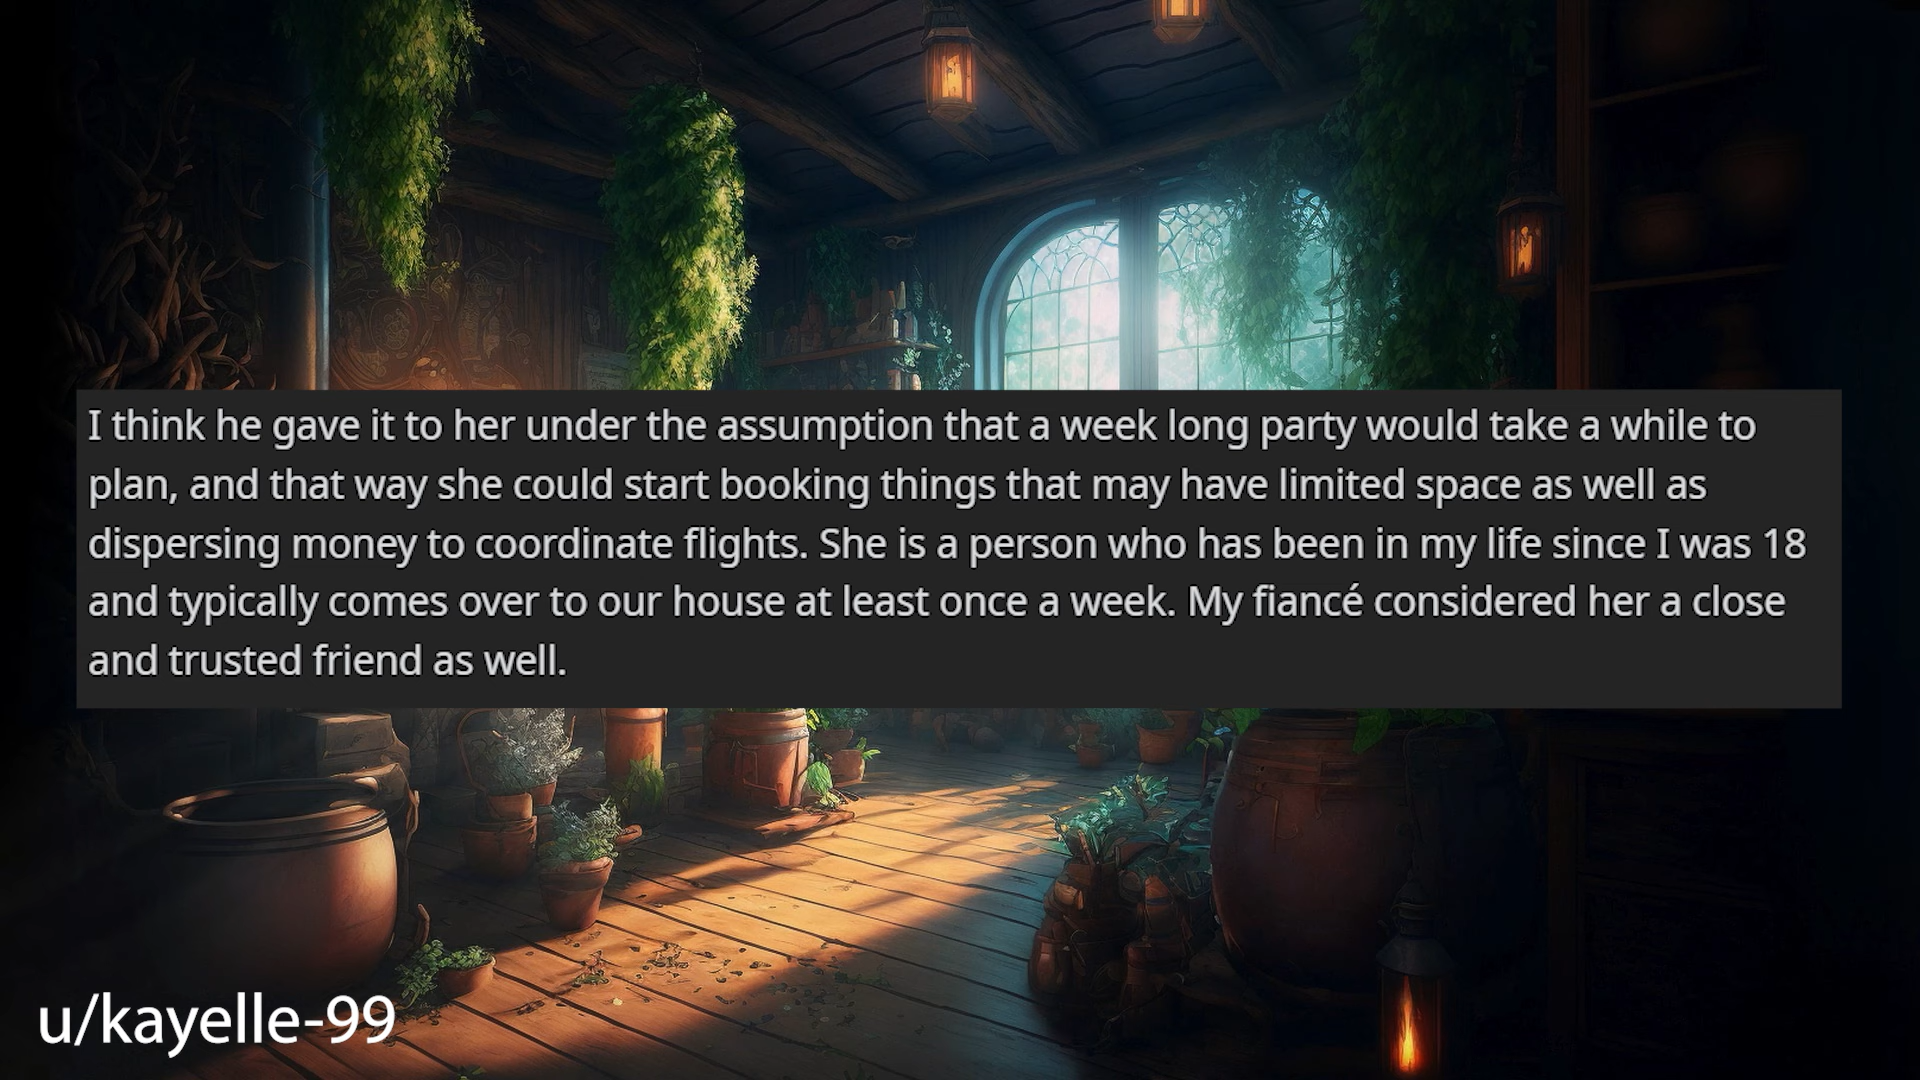 I think he gave it to her under the assumption that a week long party would take a while to
plan, and that way she could start booking things that may have limited space as well as
dispersing money to coordinate flights. She is a person who has been in my life since I was 18
and typically comes over to our house at least once a week. My fiancé considered her a close
and trusted friend as well.
u/kayelle-99